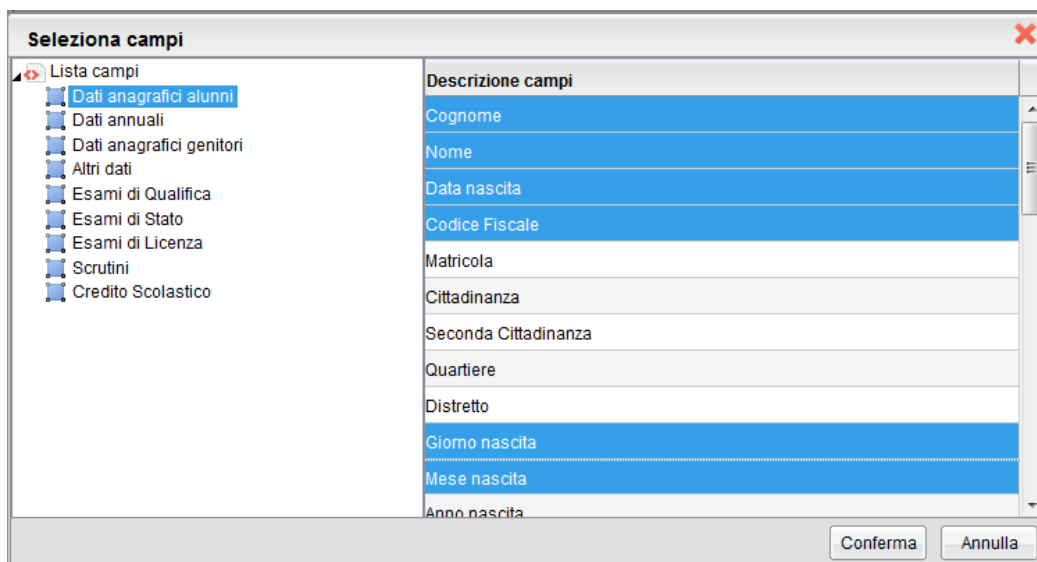 Seleziona campi
Lista campi
Dati anagrafici alunni
Dati annuali
Dati anagrafici genitori
Altri dati
Esami di Qualifica
Esami di Stato
Esami di Licenza
Scrutini
Credito Scolastico
Descrizione campi
Cognome
Nome
Data nascita
Codice Fiscale
Matricola
Cittadinanza
Seconda Cittadinanza
Quartiere
Distretto
Giorno nascita
Mese nascita
Anno nascita
Conferma
Annulla